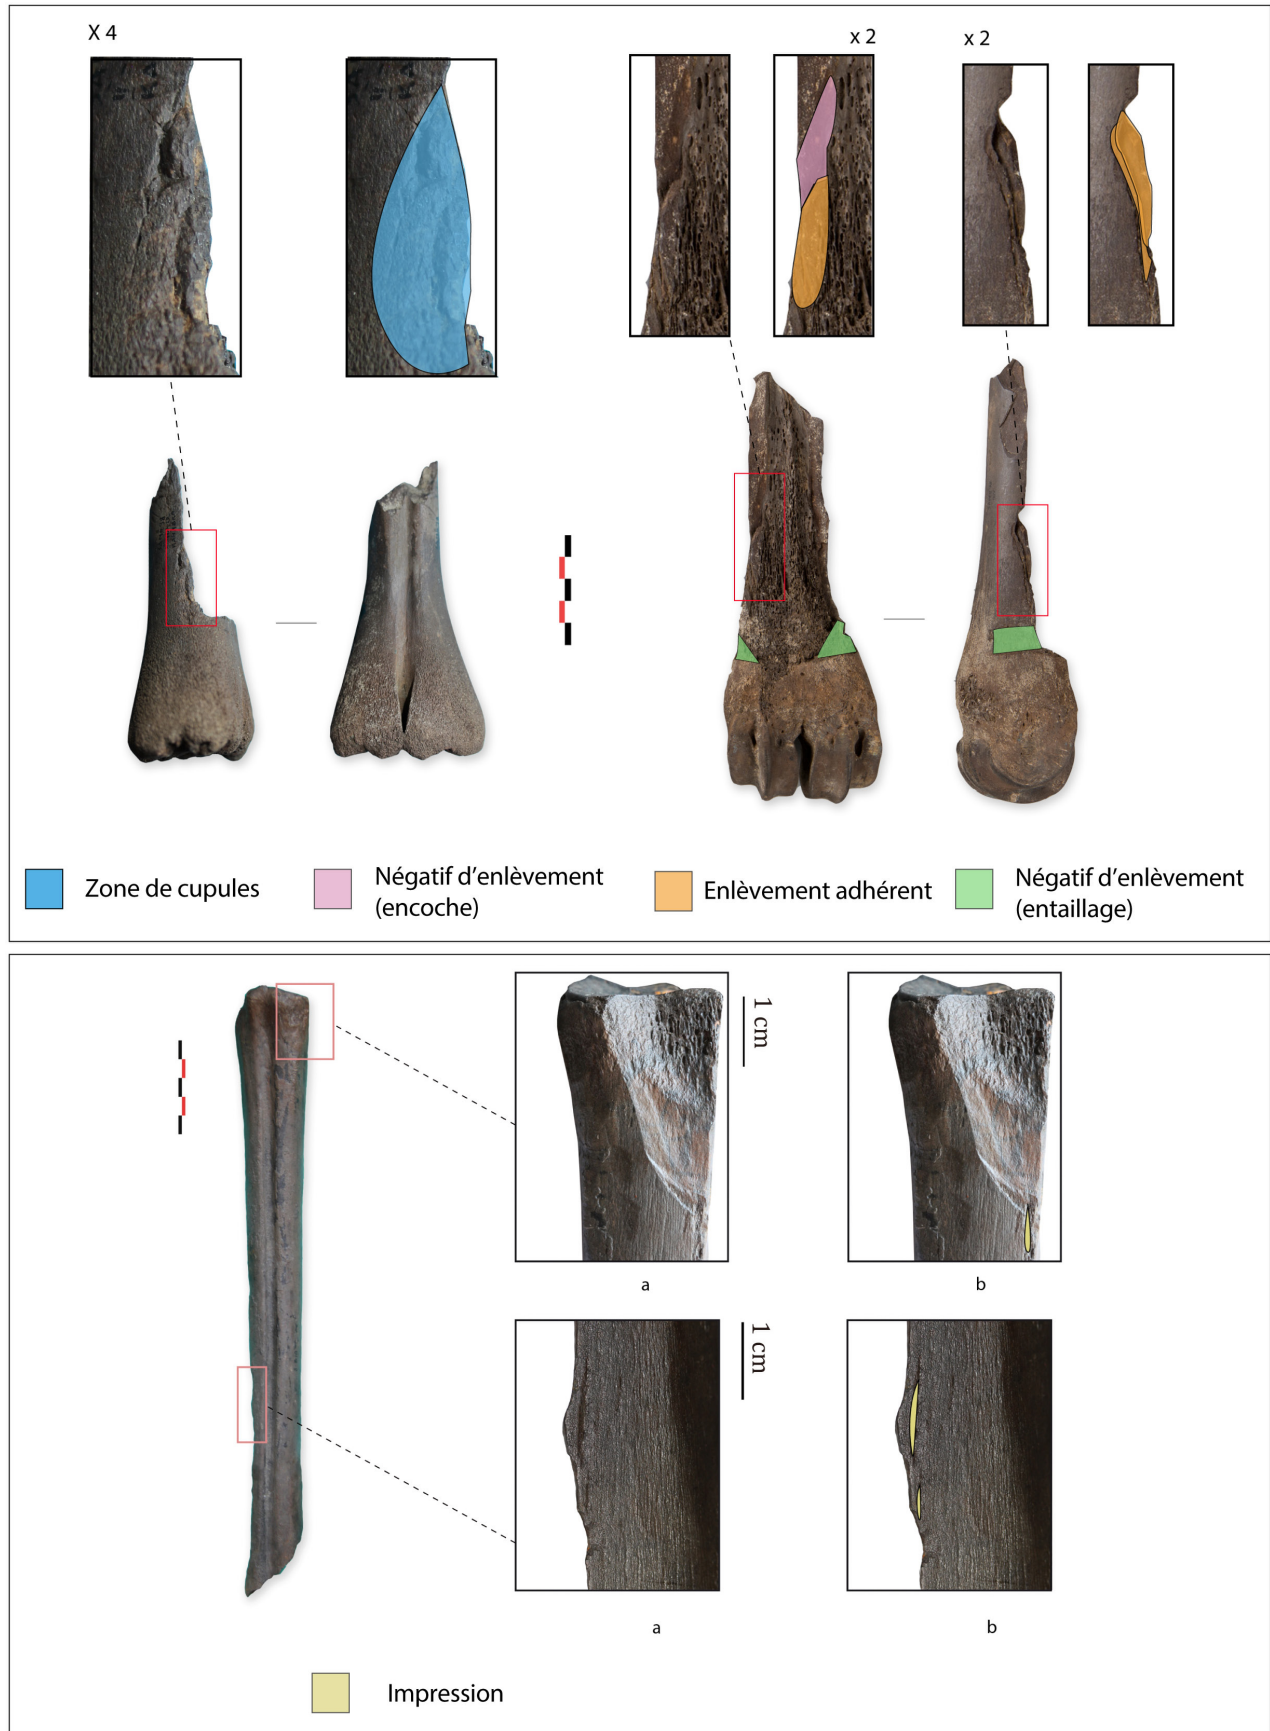 X 4
x 2
x 2
Zone de cupules
Négatif d'enlèvement
(encoche)
Enlèvement adhérent
Négatif d'enlèvement
(entaillage)
1 cm
a
b
1 cm
a
b
Impression